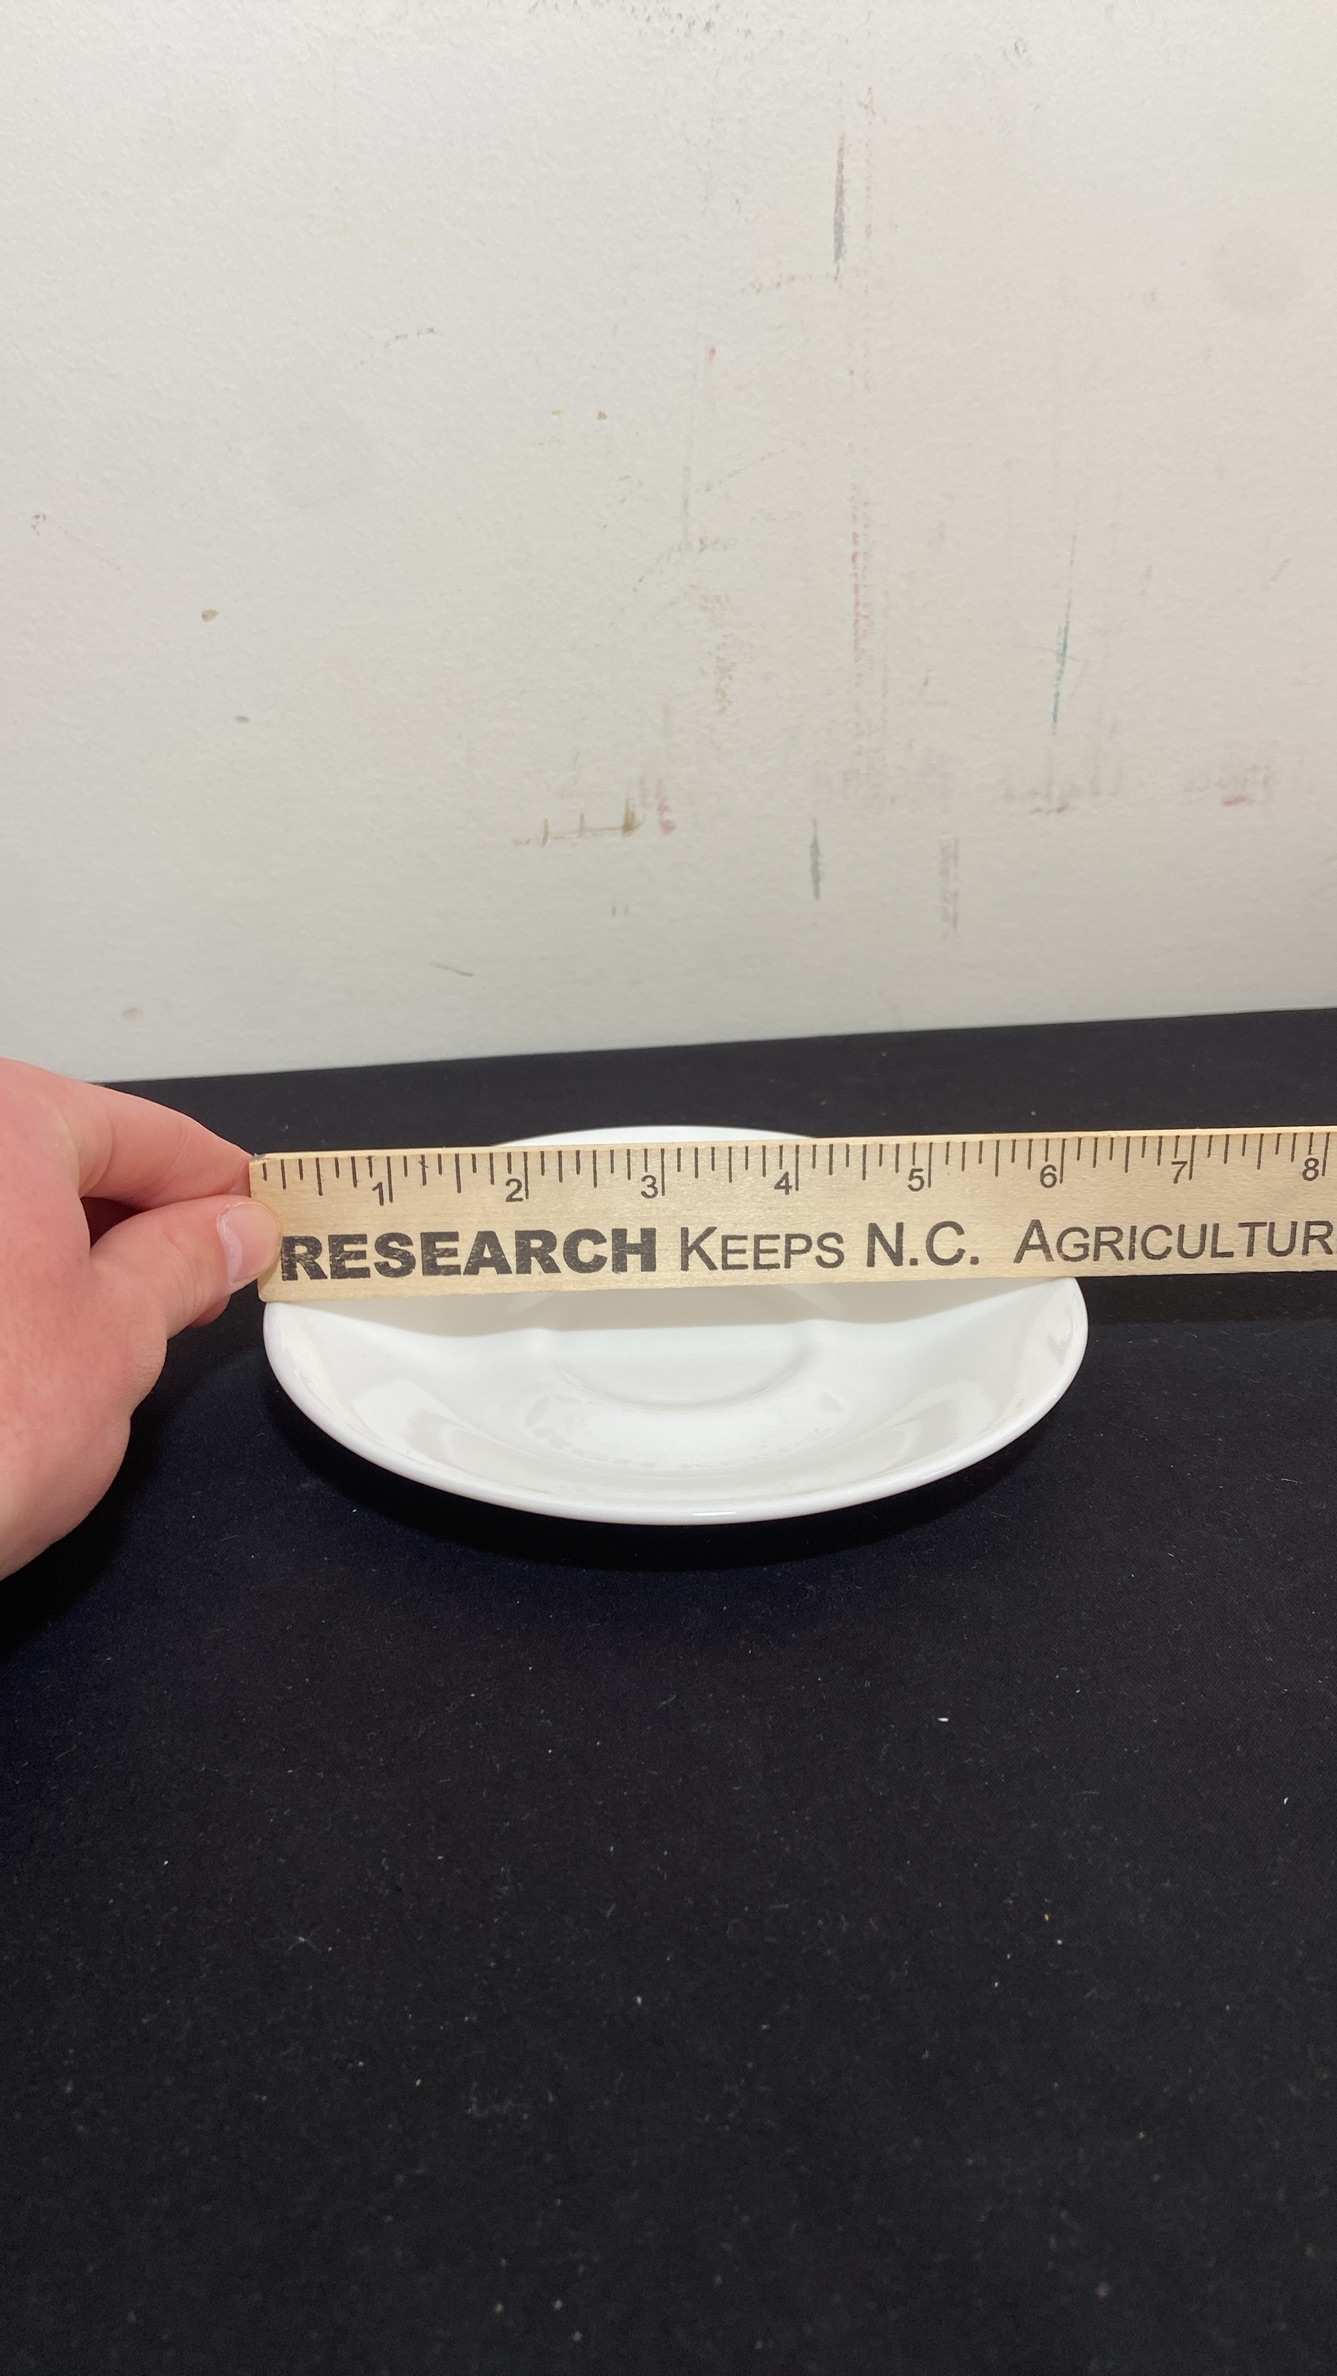 1 2 3 4 5 6 7 8
RESEARCH KEEPS N.C. AGRICULTUR